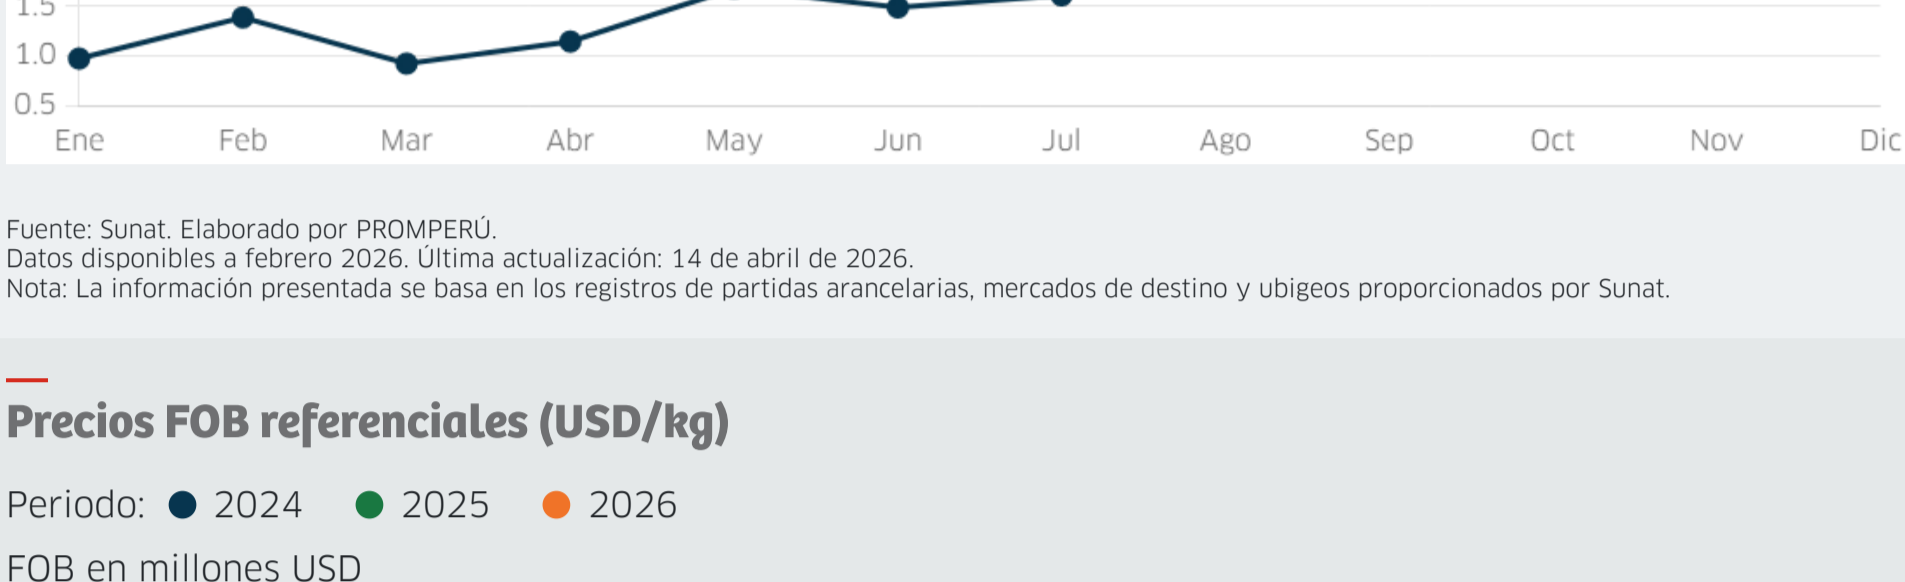 1.5
1.0
0.5
Ene Feb Mar Abr May Jun Jul Ago Sep Oct Nov Dic
Fuente: Sunat. Elaborado por PROMPERÚ.
Datos disponibles a febrero 2026. Última actualización: 14 de abril de 2026.
Nota: La información presentada se basa en los registros de partidas arancelarias, mercados de destino y ubigeos proporcionados por Sunat.
Precios FOB referenciales (USD/kg)
Periodo: 2024 2025 2026
FOB en millones USD